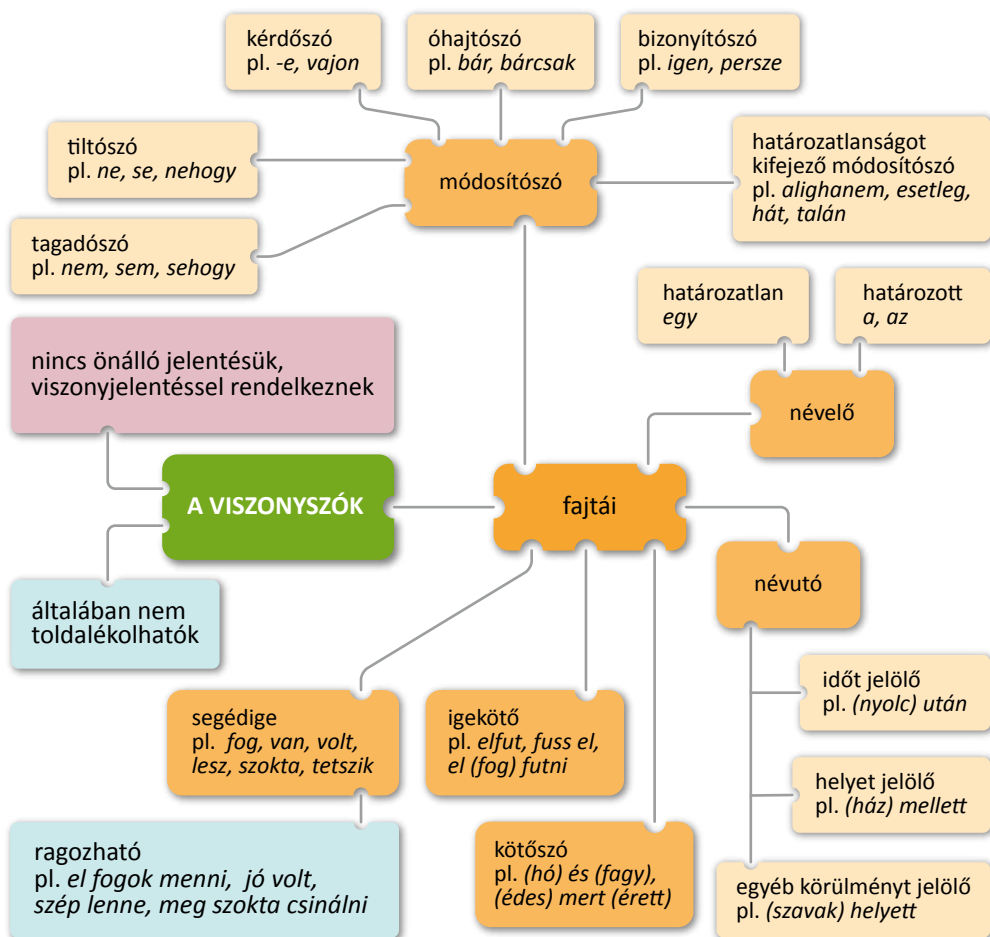 kérdőszó
pl. -e, vajon
óhajtószó
pl. bár, bárcsak
bizonyítószó
pl. igen, persze
tiltószó
pl. ne, se, nehogy
módosítószó
határozatlanságot
kifejező módosítószó
pl. alighanem, esetleg,
hát, talán
tagadószó
pl. nem, sem, sehogy
határozatlan
egy
határozott
a, az
nincs önálló jelentésük,
viszonyjelentéssel rendelkeznek
névelő
A VISZONYSZÓK
fajtái
névutó
általában nem
toldalékolhatók
időt jelölő
pl. (nyolc) után
segédige
pl. fog, van, volt,
lesz, szokta, tetszik
igekötő
pl. elfut, fuss el,
el (fog) futni
helyet jelölő
pl. (ház) mellett
ragozható
pl. el fogok menni, jó volt,
szép lenne, meg szokta csinálni
kötőszó
pl. (hó) és (fagy),
(édes) mert (érett)
egyéb körülményt jelölő
pl. (szavak) helyett